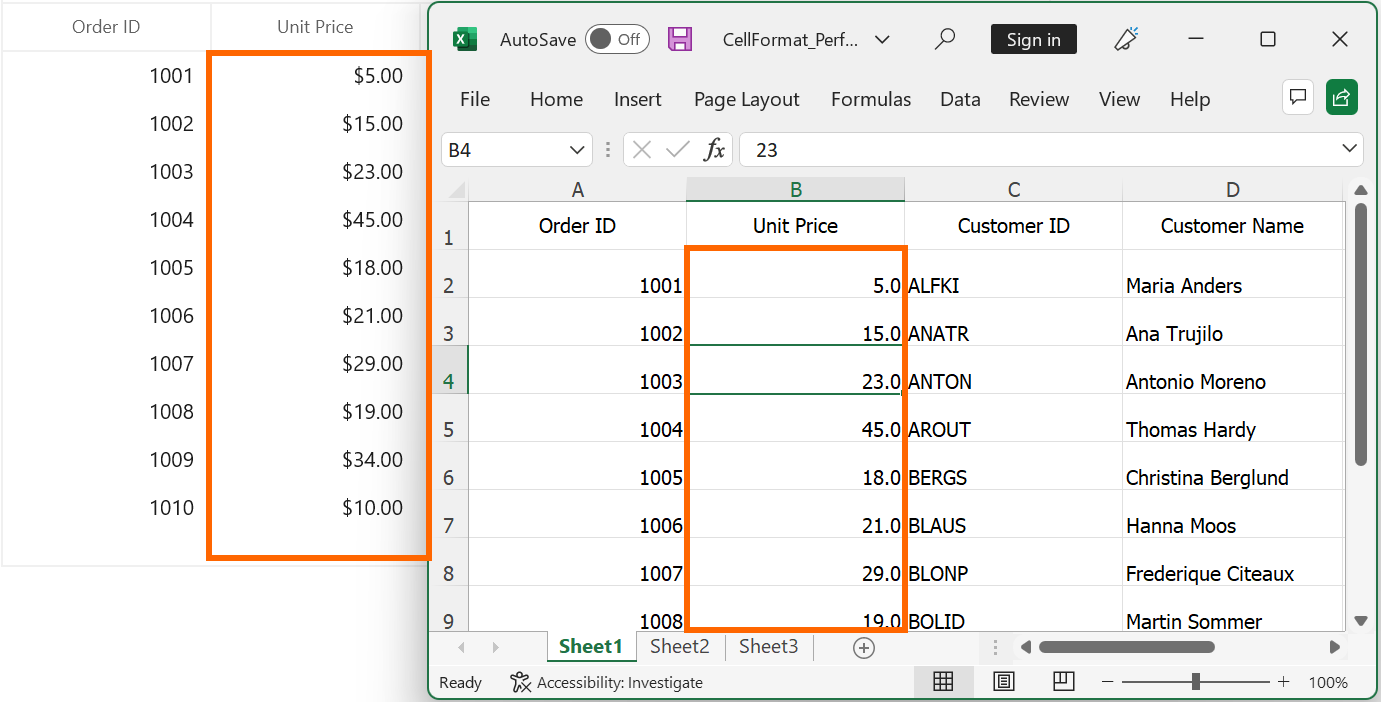 Order ID Unit Price
1001 $5.00
1002 $15.00
1003 $23.00
1004 $45.00
1005 $18.00
1006 $21.00
1007 $29.00
1008 $19.00
1009 $34.00
1010 $10.00
AutoSave Off CellFormat_Perf... Sign in
File Home Insert Page Layout Formulas Data Review View Help
B4 fx 23
A B C D
1 Order ID Unit Price Customer ID Customer Name
2 1001 5.0 ALFKI Maria Anders
3 1002 15.0 ANATR Ana Trujilo
4 1003 23.0 ANTON Antonio Moreno
5 1004 45.0 AROUT Thomas Hardy
6 1005 18.0 BERGS Christina Berglund
7 1006 21.0 BLAUS Hanna Moos
8 1007 29.0 BLONP Frederique Citeaux
9 1008 19.0 BOLID Martin Sommer
Sheet1 Sheet2 Sheet3
Ready Accessibility: Investigate 100%